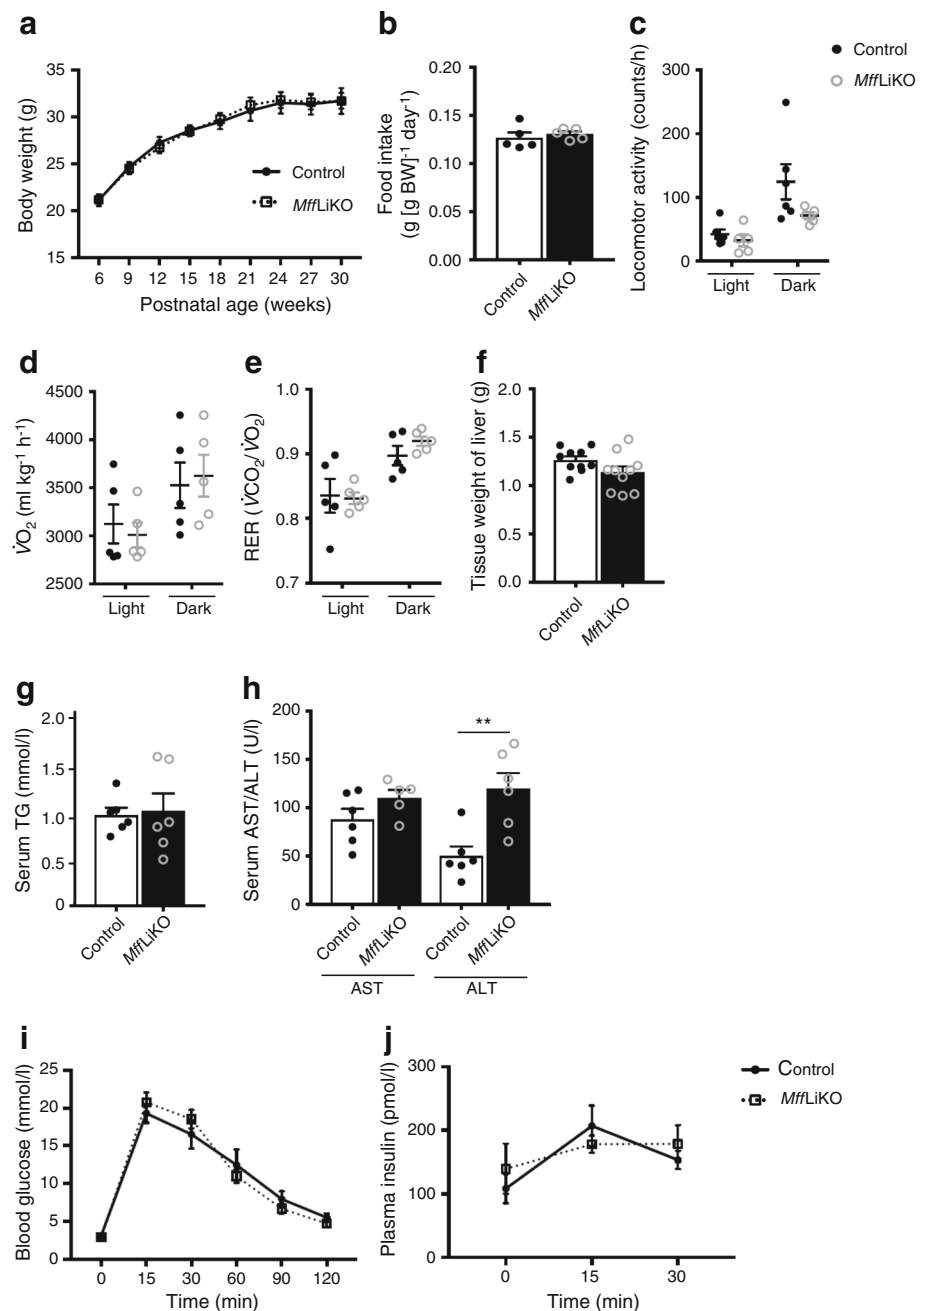 a
Body weight (g)
35
30
25
20
15
6 9 12 15 18 21 24 27 30
Postnatal age (weeks)
Control
MffLiKO
b
Food intake
(g [g BW]-1 day-1)
0.20
0.15
0.10
0.05
0.00
Control
MffLiKO
c
Locomotor activity (counts/h)
300
200
100
0
Light Dark
Control
MffLiKO
d
V̇O2 (ml kg-1 h-1)
4500
4000
3500
3000
2500
Light Dark
e
RER (V̇CO2/V̇O2)
1.0
0.9
0.8
0.7
Light Dark
f
Tissue weight of liver (g)
2.0
1.5
1.0
0.5
0.0
Control
MffLiKO
g
Serum TG (mmol/l)
2.0
1.5
1.0
0.5
0
Control
MffLiKO
h
Serum AST/ALT (U/l)
200
150
100
50
0
**
Control
MffLiKO
Control
MffLiKO
AST ALT
i
Blood glucose (mmol/l)
25
20
15
10
5
0
0 15 30 60 90 120
Time (min)
j
Plasma insulin (pmol/l)
300
200
100
0
0 15 30
Time (min)
Control
MffLiKO